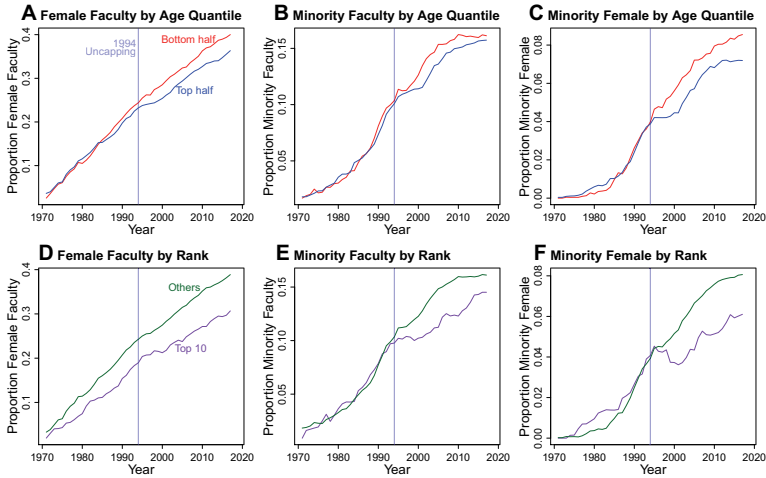 A Female Faculty by Age Quantile
Proportion Female Faculty
0.4
0.3
0.2
0.1
1994
Uncapping
Bottom half
Top half
1970 1980 1990 2000 2010 2020
Year
B Minority Faculty by Age Quantile
Proportion Minority Faculty
0.15
0.10
0.05
1970 1980 1990 2000 2010 2020
Year
C Minority Female by Age Quantile
Proportion Minority Female
0.08
0.06
0.04
0.02
0.00
1970 1980 1990 2000 2010 2020
Year
D Female Faculty by Rank
Proportion Female Faculty
0.4
0.3
0.2
0.1
Others
Top 10
1970 1980 1990 2000 2010 2020
Year
E Minority Faculty by Rank
Proportion Minority Faculty
0.15
0.10
0.05
1970 1980 1990 2000 2010 2020
Year
F Minority Female by Rank
Proportion Minority Female
0.08
0.06
0.04
0.02
0.00
1970 1980 1990 2000 2010 2020
Year